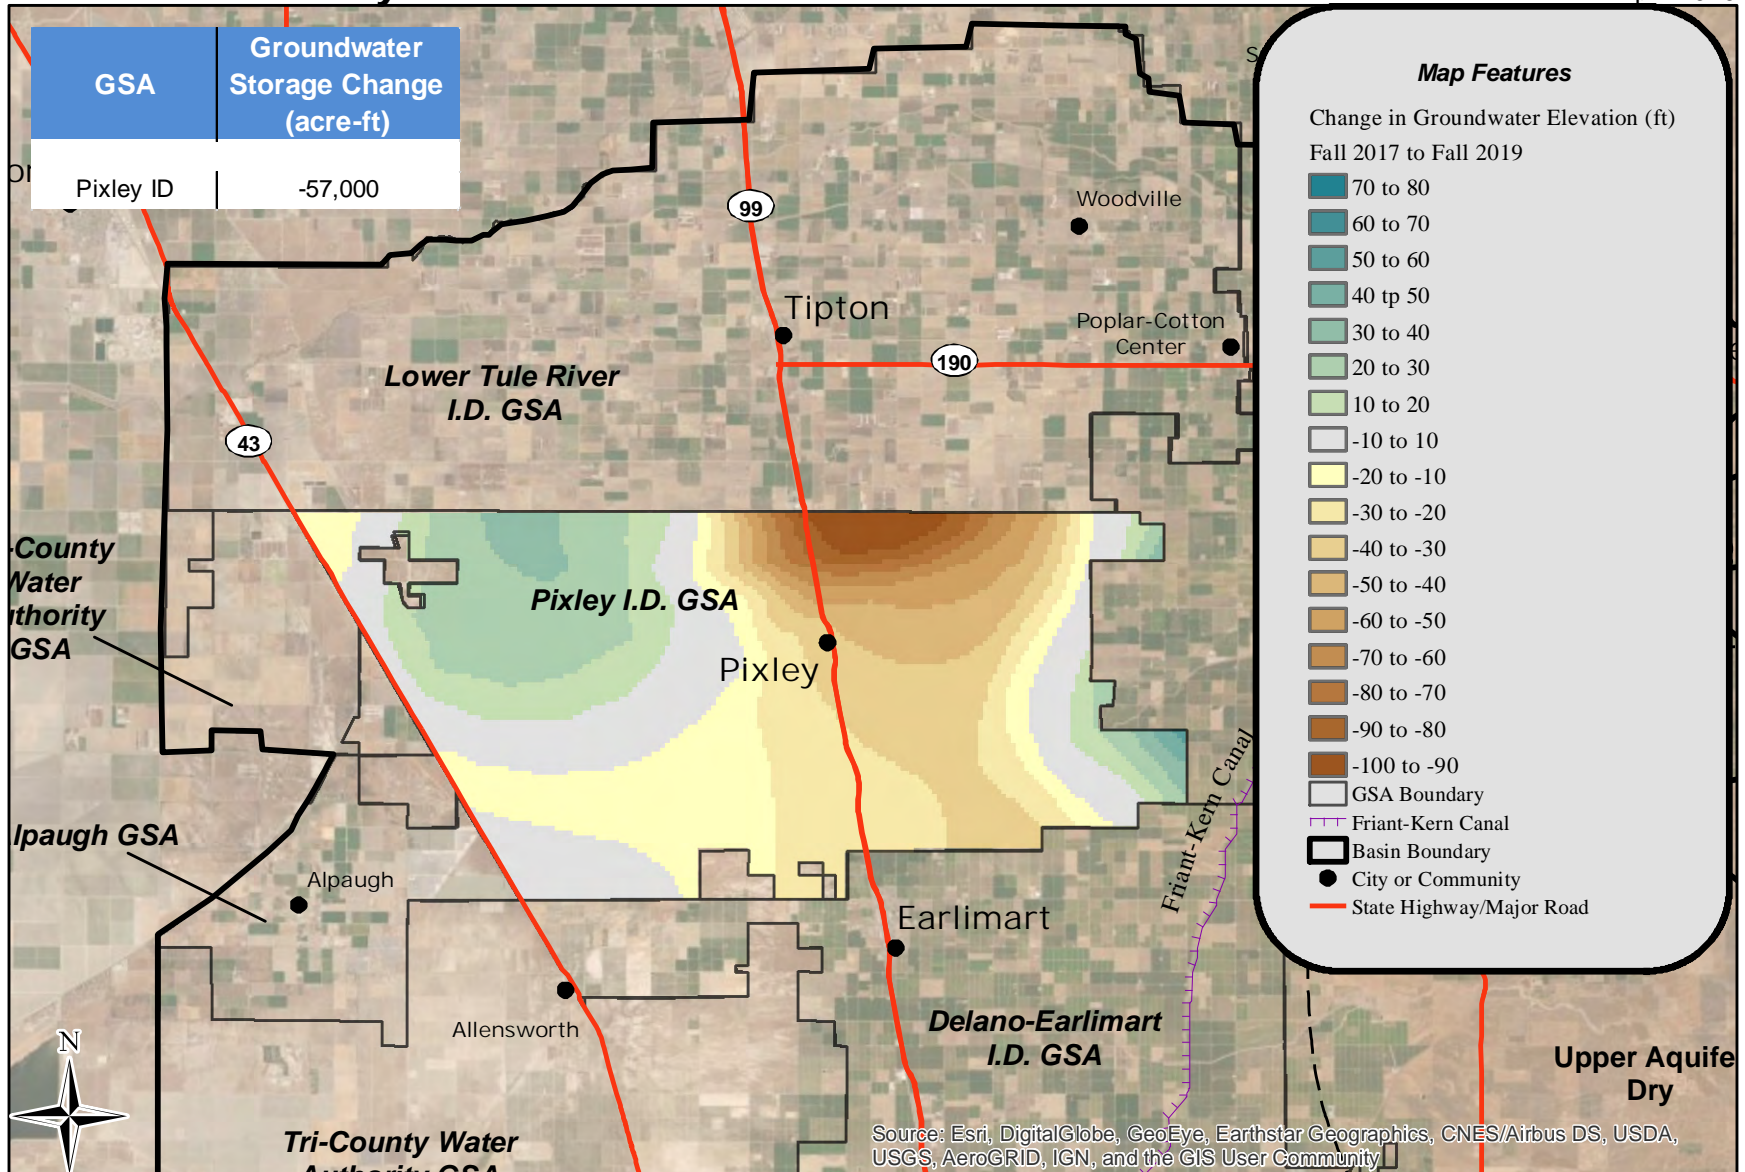 GSA
Groundwater
Storage Change
(acre-ft)
Pixley ID
-57,000
Map Features
Change in Groundwater Elevation (ft)
Fall 2017 to Fall 2019
70 to 80
60 to 70
50 to 60
40 tp 50
30 to 40
20 to 30
10 to 20
-10 to 10
-20 to -10
-30 to -20
-40 to -30
-50 to -40
-60 to -50
-70 to -60
-80 to -70
-90 to -80
-100 to -90
GSA Boundary
Friant-Kern Canal
Basin Boundary
City or Community
State Highway/Major Road
99
Woodville
Tipton
Poplar-Cotton
Center
190
Lower Tule River
I.D. GSA
43
-County
Water
uthority
GSA
Pixley I.D. GSA
Pixley
Friant-Kern Canal
lpaugh GSA
Alpaugh
Earlimart
Allensworth
Delano-Earlimart
I.D. GSA
Upper Aquife
Dry
N
Tri-County Water
Authority GSA
Source: Esri, DigitalGlobe, GeoEye, Earthstar Geographics, CNES/Airbus DS, USDA,
USGS, AeroGRID, IGN, and the GIS User Community